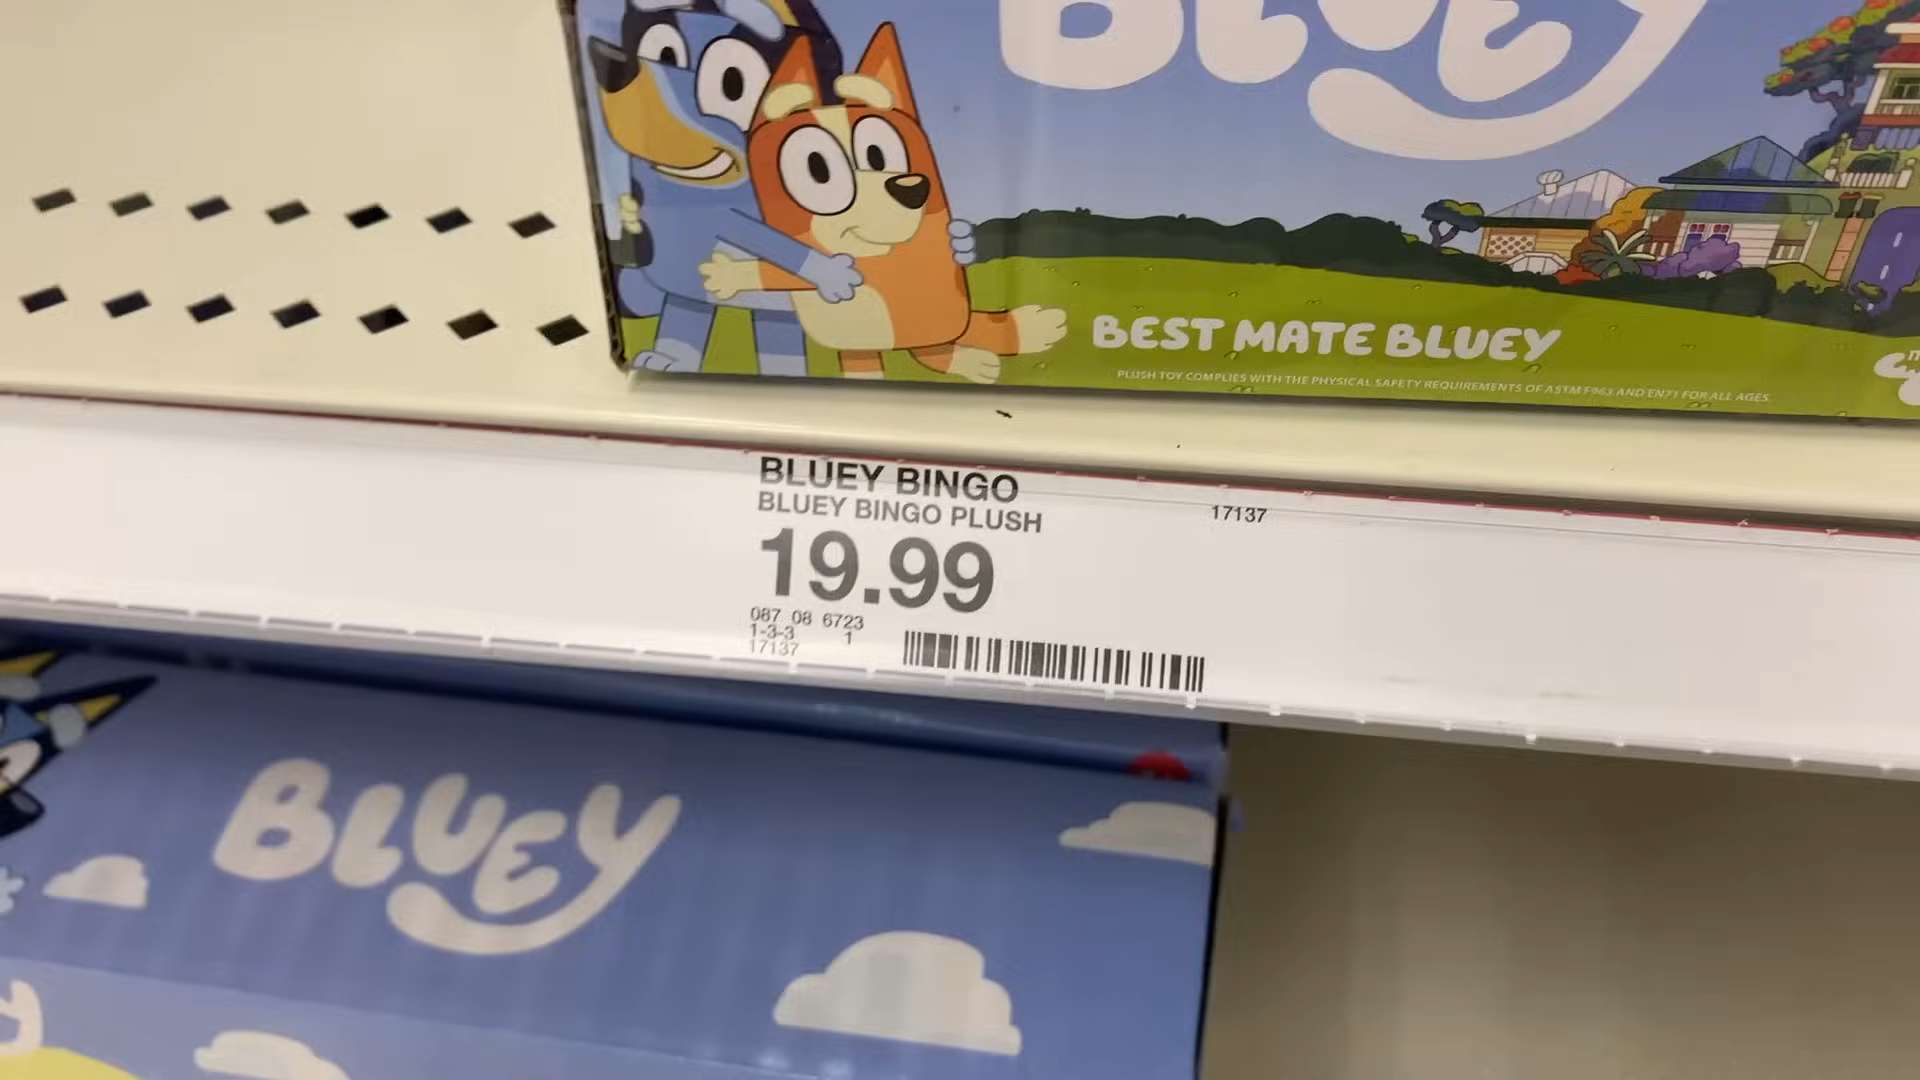 BLUEY
BEST MATE BLUEY
PLUSH TOY COMPLIES WITH THE PHYSICAL SAFETY REQUIREMENTS OF ASTM F963 AND EN71 FOR ALL AGES
BLUEY BINGO
BLUEY BINGO PLUSH
17137
19.99
087 08 6723
1-3-3 1
17137
BLUEY